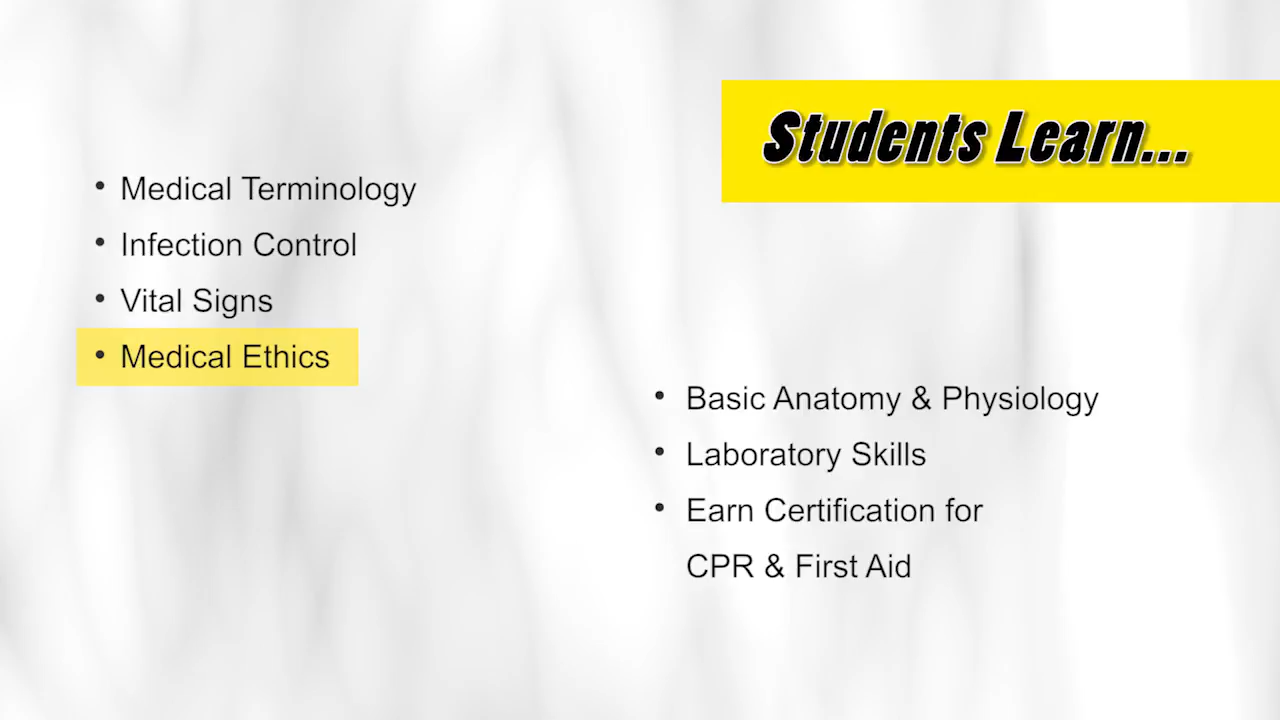 Students Learn...
• Medical Terminology
• Infection Control
• Vital Signs
• Medical Ethics
• Basic Anatomy & Physiology
• Laboratory Skills
• Earn Certification for
CPR & First Aid